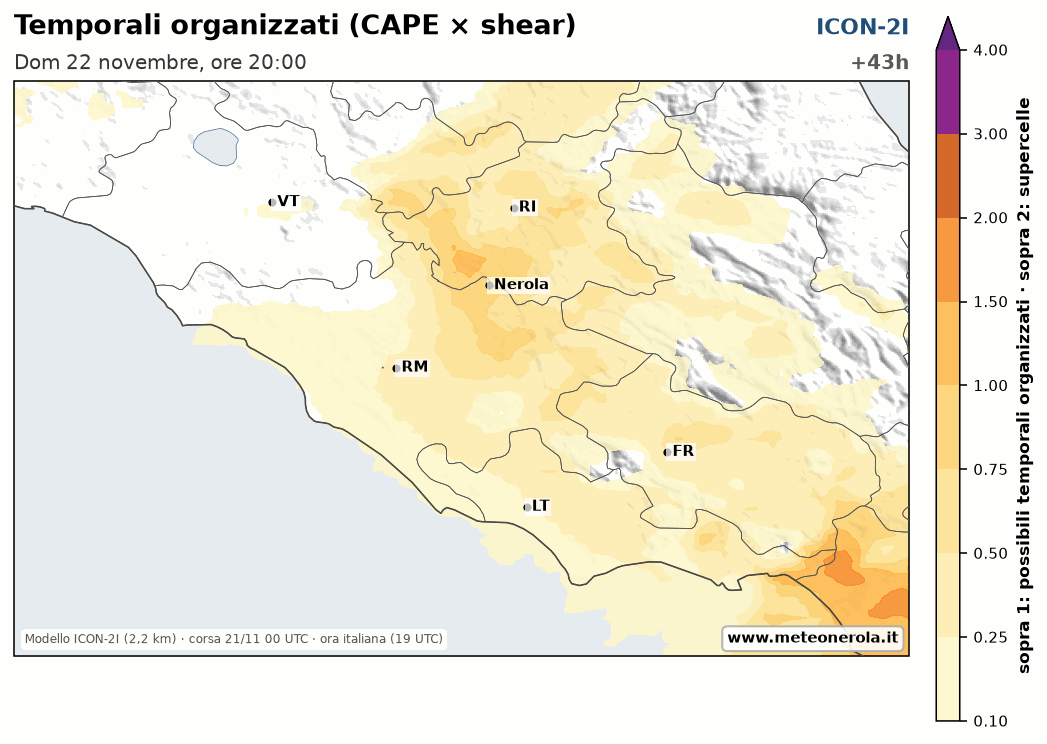 Temporali organizzati (CAPE × shear)
ICON-2I
Dom 22 novembre, ore 20:00
+43h
VT
RI
Nerola
RM
FR
LT
Modello ICON-2I (2,2 km) · corsa 21/11 00 UTC · ora italiana (19 UTC)
www.meteonerola.it
4.00
3.00
2.00
1.50
1.00
0.75
0.50
0.25
0.10
sopra 1: possibili temporali organizzati · sopra 2: supercelle